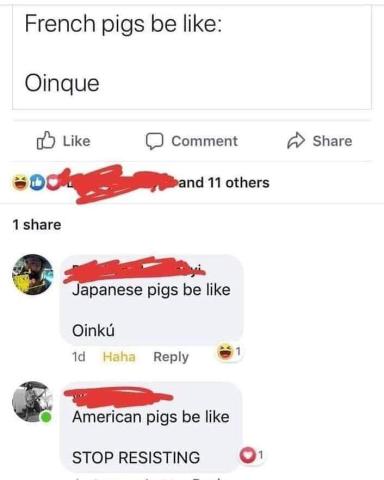 French pigs be like:
Oinque
Like Comment Share
and 11 others
1 share
Japanese pigs be like
Oinkú
1d Haha Reply 1
American pigs be like
STOP RESISTING 1